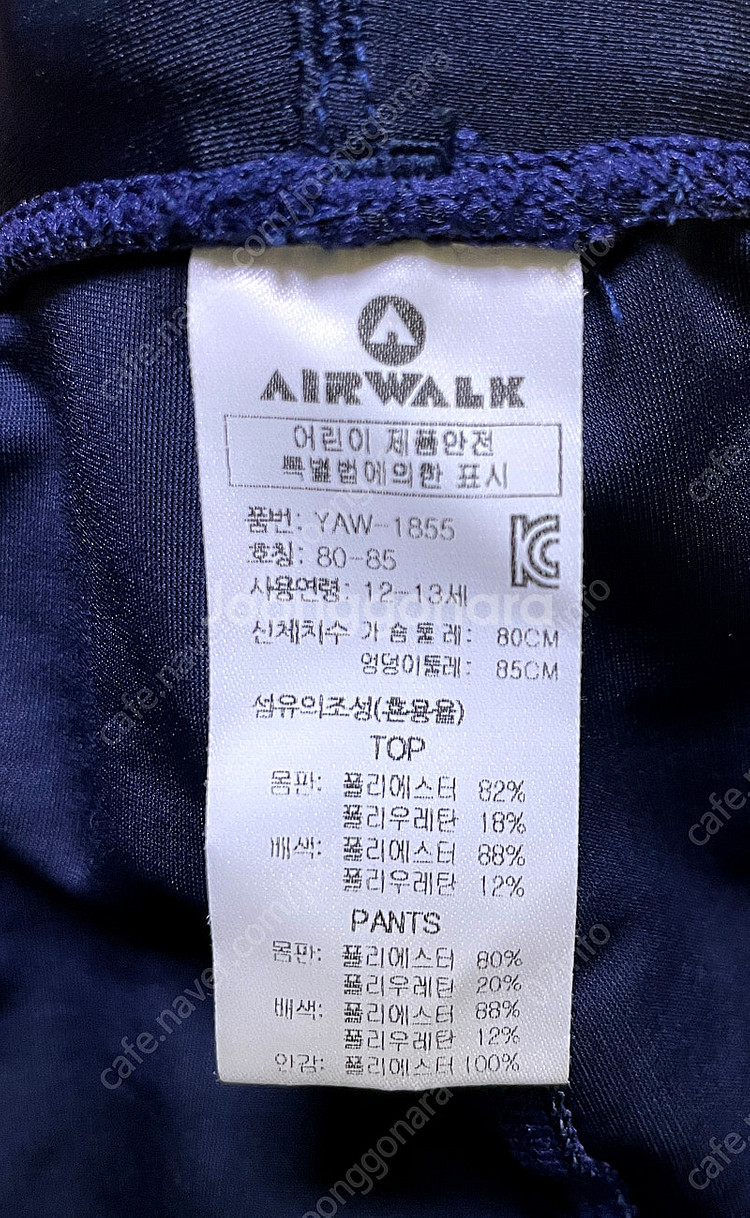 AIRWALK
어린이 제품안전
특별법에의한 표시
품번: YAW-1855
호칭: 80-85
사용연령: 12-13세
신체치수 가슴둘레: 80CM
엉덩이둘레: 85CM
섬유의조성(혼용율)
TOP
몸판: 폴리에스터 82%
폴리우레탄 18%
배색: 폴리에스터 88%
폴리우레탄 12%
PANTS
몸판: 폴리에스터 80%
폴리우레탄 20%
배색: 폴리에스터 88%
폴리우레탄 12%
안감: 폴리에스터 100%
Joonggonara
cafe.naver.com/joonggonara